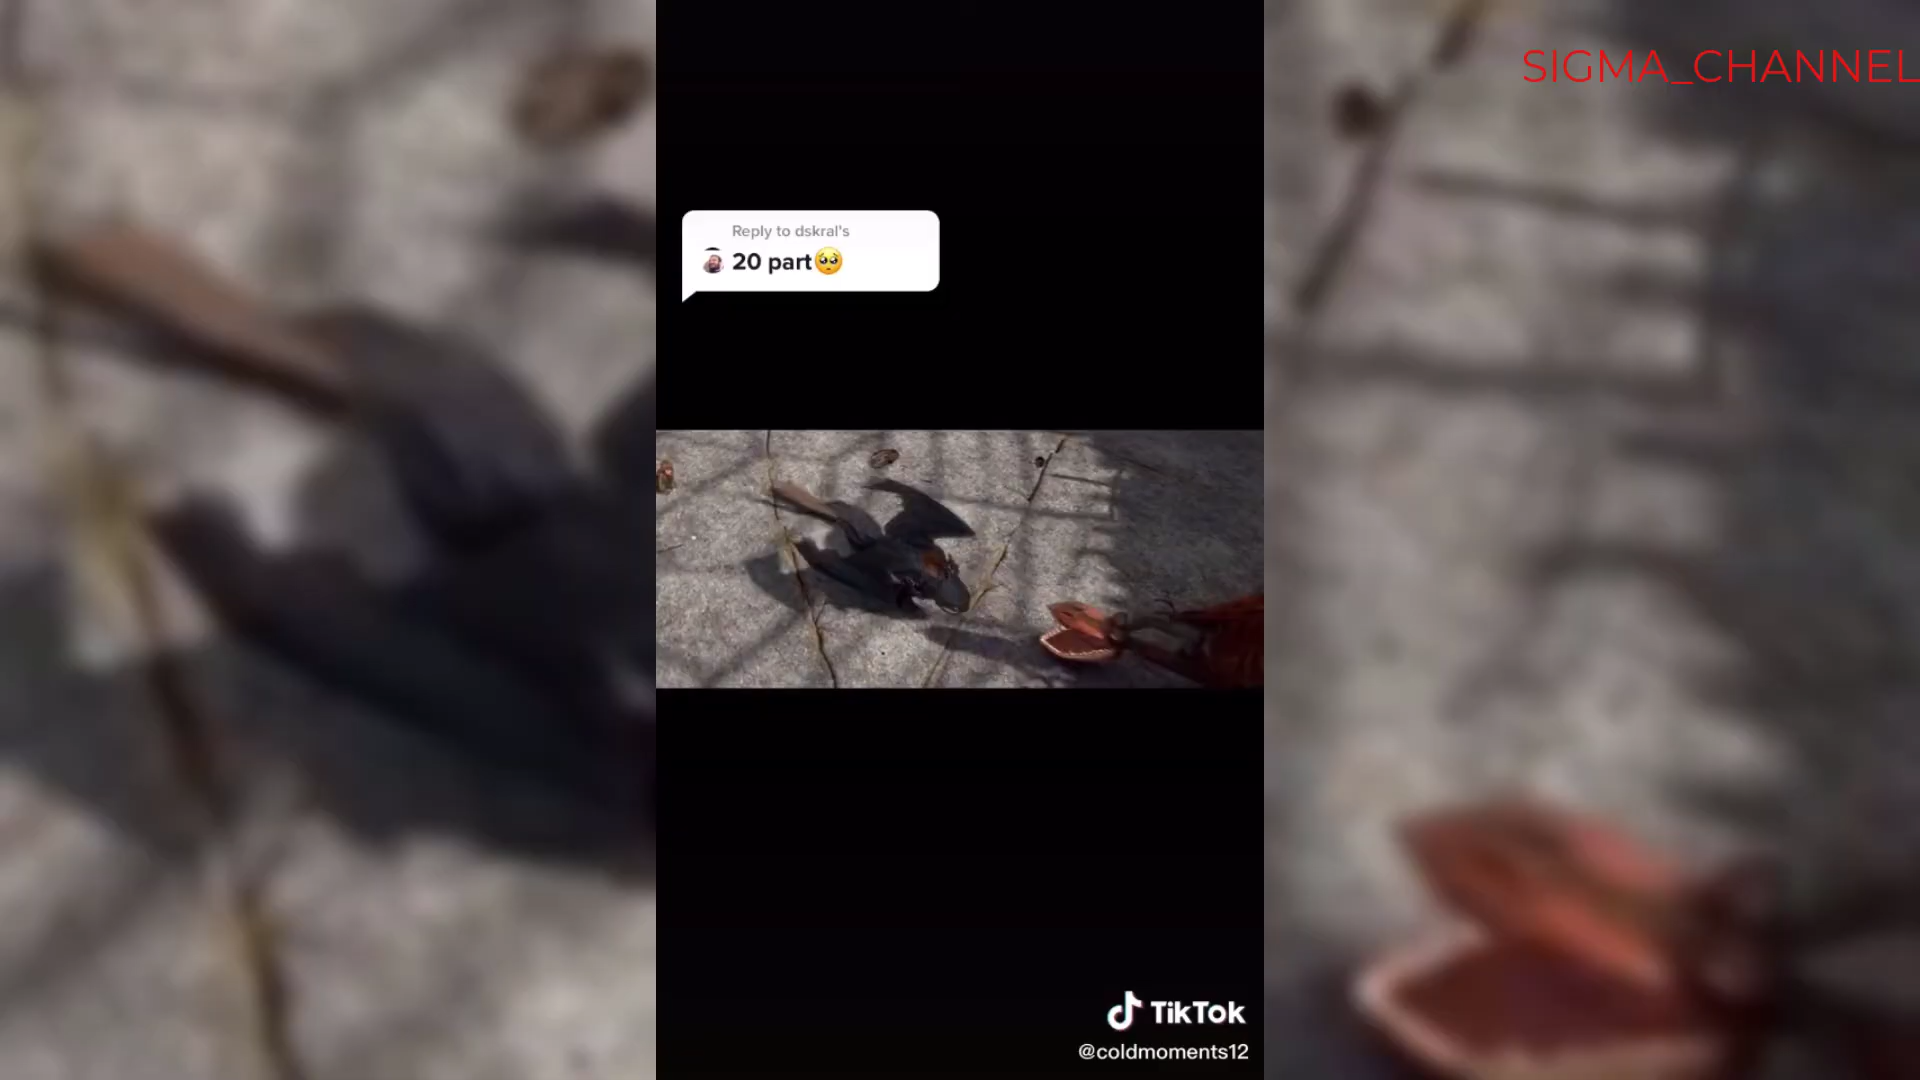 SIGMA_CHANNEL
Reply to dskral's
20 part🥺
TikTok
@coldmoments12